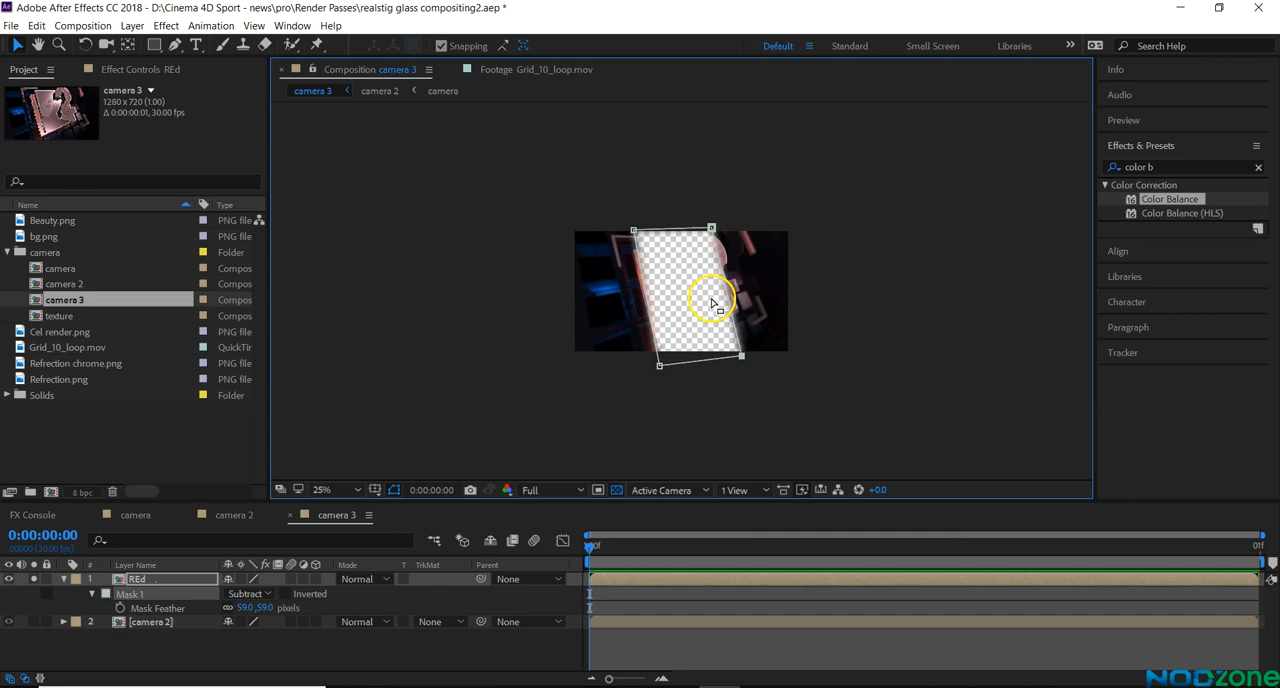 Adobe After Effects CC 2018 - D:\Cinema 4D Sport - news\pro\Render Passes\realstig glass compositing2.aep *
File Edit Composition Layer Effect Animation View Window Help
Snapping Default Standard Small Screen Libraries Search Help
Project Effect Controls REd Composition camera 3 Footage Grid_10_loop.mov Info
camera 3 camera 2 camera
camera 3
1280 x 720 (1.00)
Δ 0:00:00:01, 30.00 fps)
Audio
Preview
Effects & Presets
color b
Color Correction
Color Balance
Color Balance (HLS)
Align
Libraries
Character
Paragraph
Tracker
Name Type
Beauty.png PNG file
bg.png PNG file
camera Folder
camera Compos
camera 2 Compos
camera 3 Compos
texture Compos
Cel render.png PNG file
Grid_10_loop.mov QuickTir
Refrection chrome.png PNG file
Refrection.png PNG file
Solids Folder
8 bpc
25% 0:00:00:00 Full Active Camera 1 View +0.0
FX Console camera camera 2 camera 3
0:00:00:00
00000 (30.00 fps)
:00f 01f
# Layer Name Mode T TrkMat Parent
1 REd Normal None
Mask 1 Subtract Inverted
Mask Feather 59.0,59.0 pixels
2 [camera 2] Normal None None
NODzone